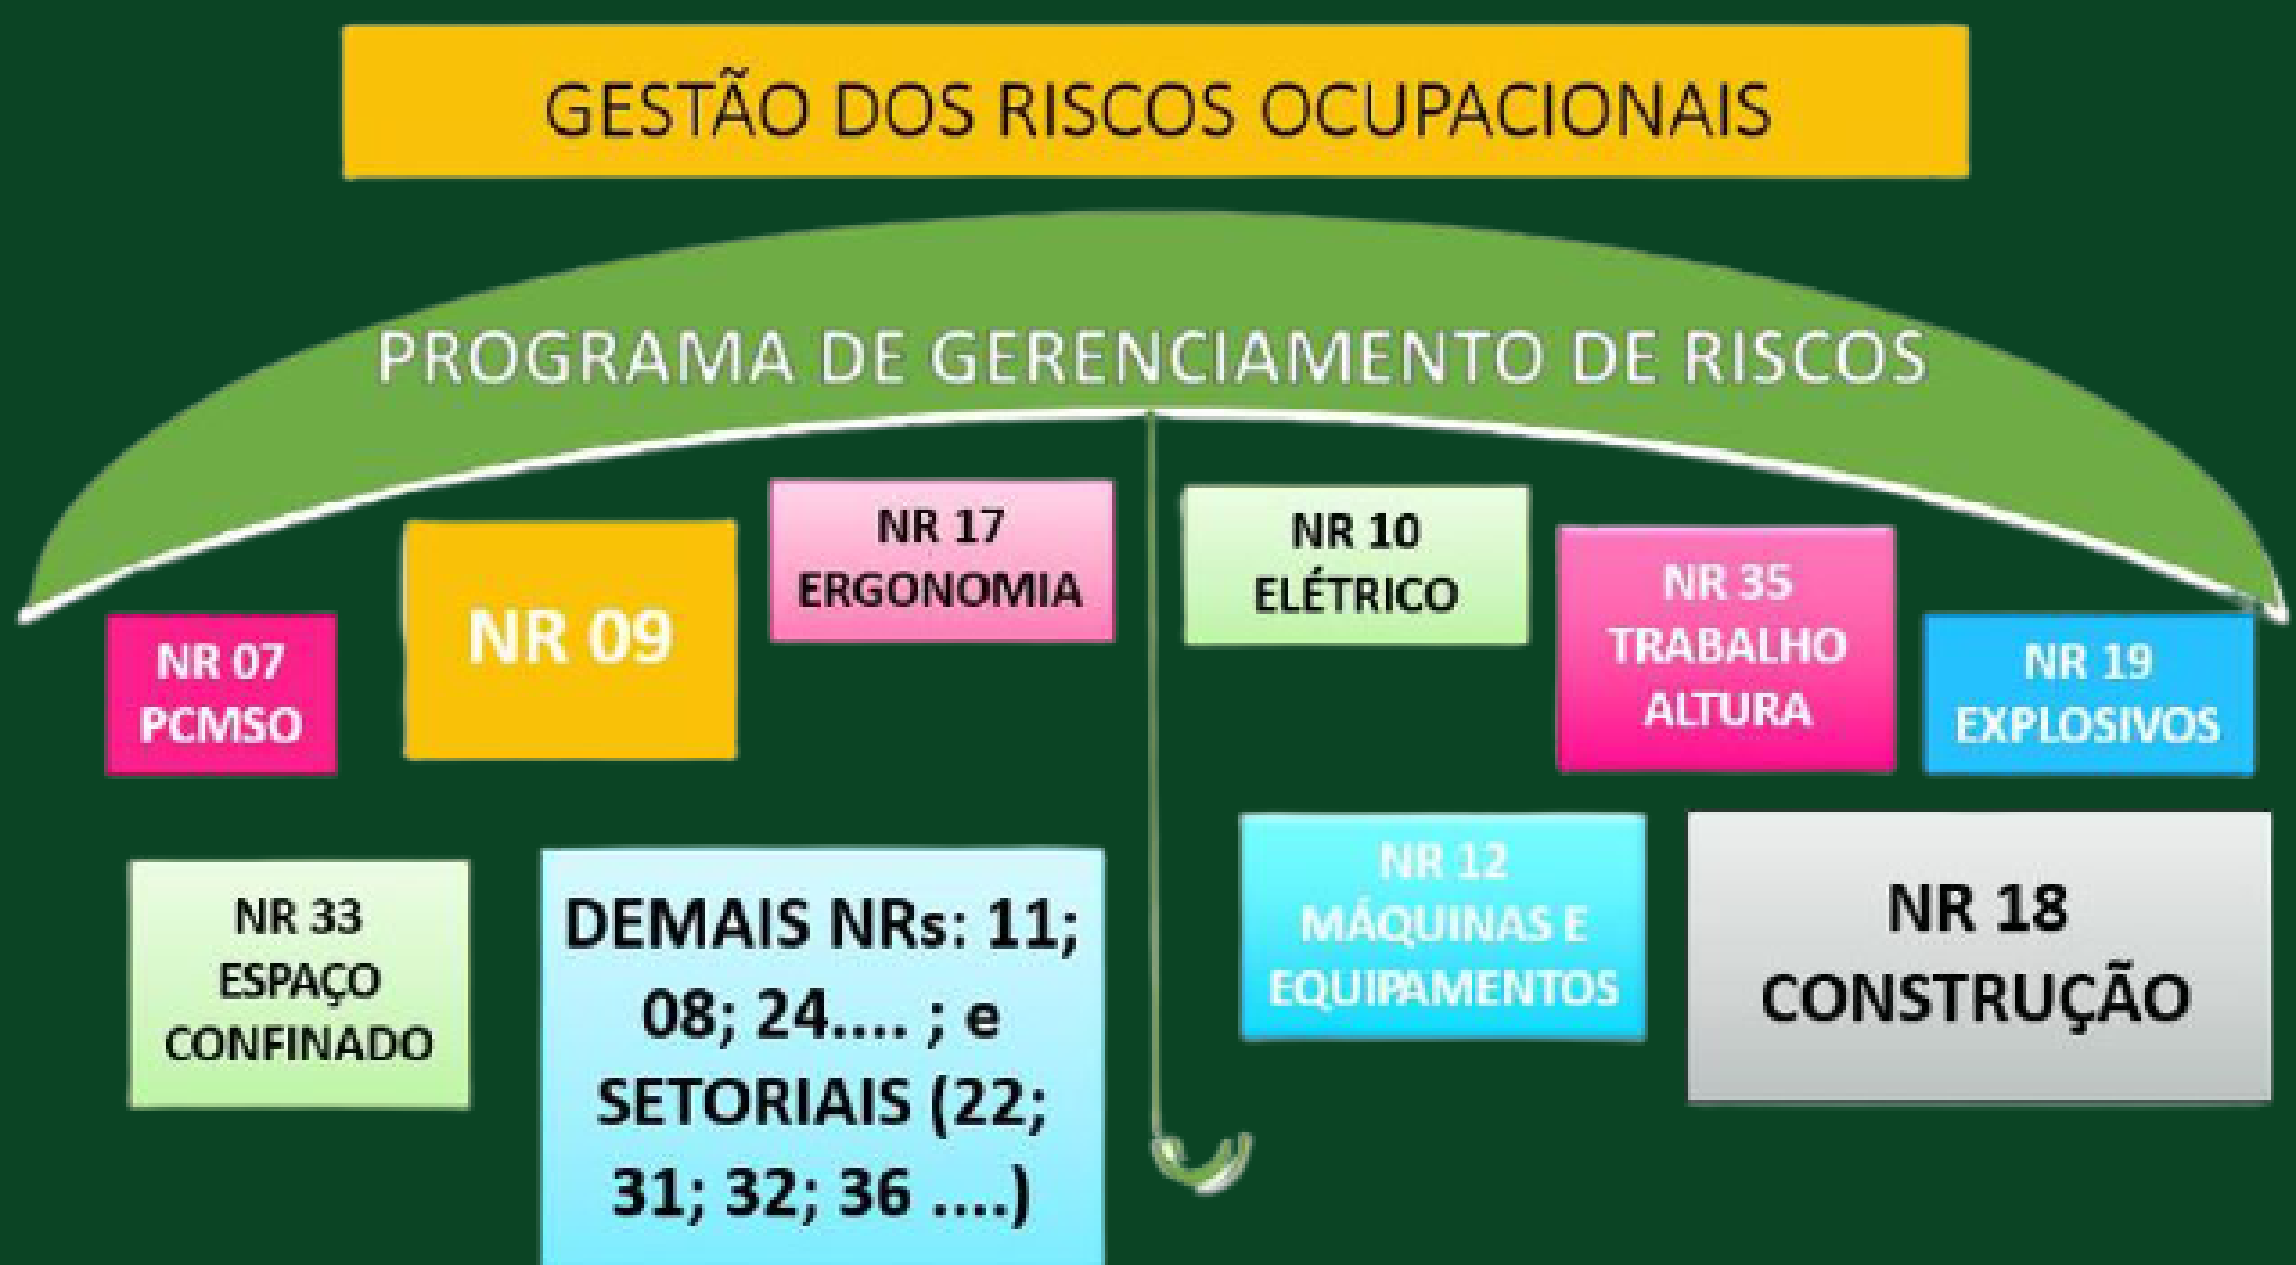 GESTÃO DOS RISCOS OCUPACIONAIS
PROGRAMA DE GERENCIAMENTO DE RISCOS
NR 07
PCMSO
NR 09
NR 17
ERGONOMIA
NR 10
ELÉTRICO
NR 35
TRABALHO
ALTURA
NR 19
EXPLOSIVOS
NR 33
ESPAÇO
CONFINADO
DEMAIS NRs: 11;
08; 24.... ; e
SETORIAIS (22;
31; 32; 36 ....)
NR 12
MÁQUINAS E
EQUIPAMENTOS
NR 18
CONSTRUÇÃO